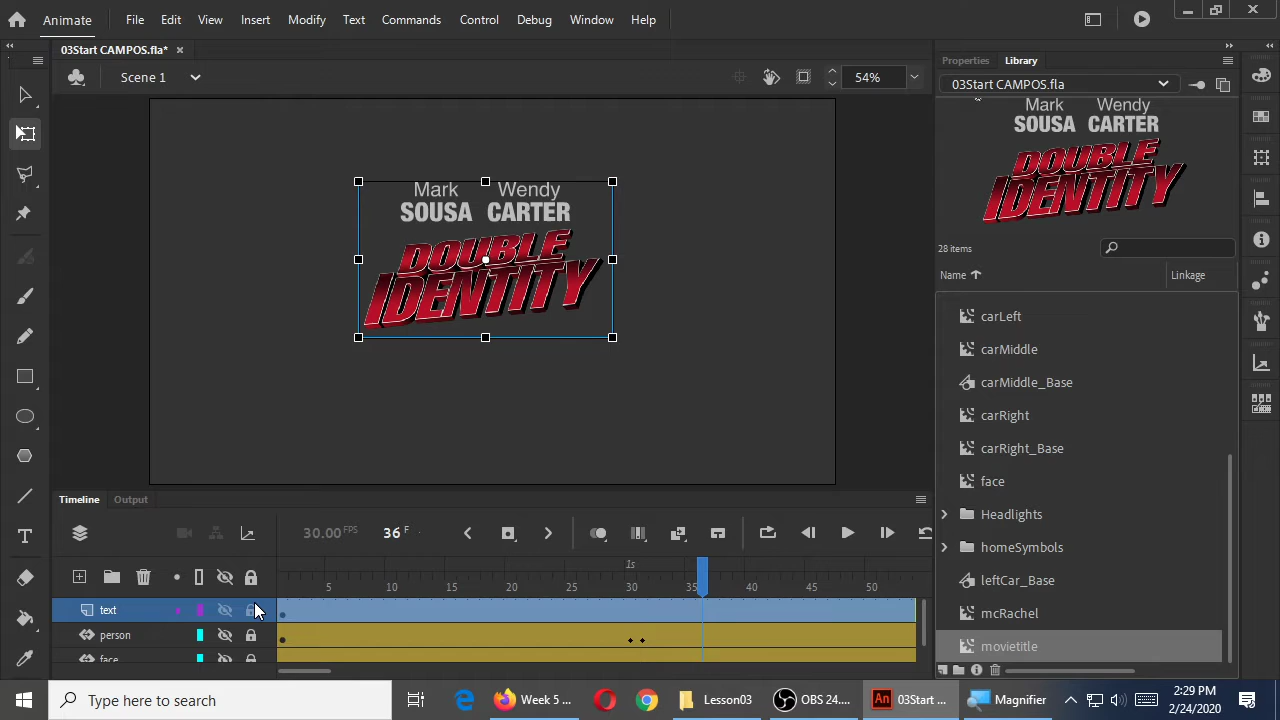 Animate
File Edit View Insert Modify Text Commands Control Debug Window Help
03Start CAMPOS.fla*
Scene 1
54%
Mark Wendy
SOUSA CARTER
DOUBLE
IDENTITY
Properties Library
03Start CAMPOS.fla
Mark Wendy
SOUSA CARTER
DOUBLE
IDENTITY
28 items
Name Linkage
carLeft
carMiddle
carMiddle_Base
carRight
carRight_Base
face
Headlights
homeSymbols
leftCar_Base
mcRachel
movietitle
Timeline Output
30.00 FPS 36 F
1s
5 10 15 20 25 30 35 40 45 50
text
person
face
Type here to search
Week 5 ...
Lesson03
OBS 24....
An 03Start ...
Magnifier
2:29 PM
2/24/2020